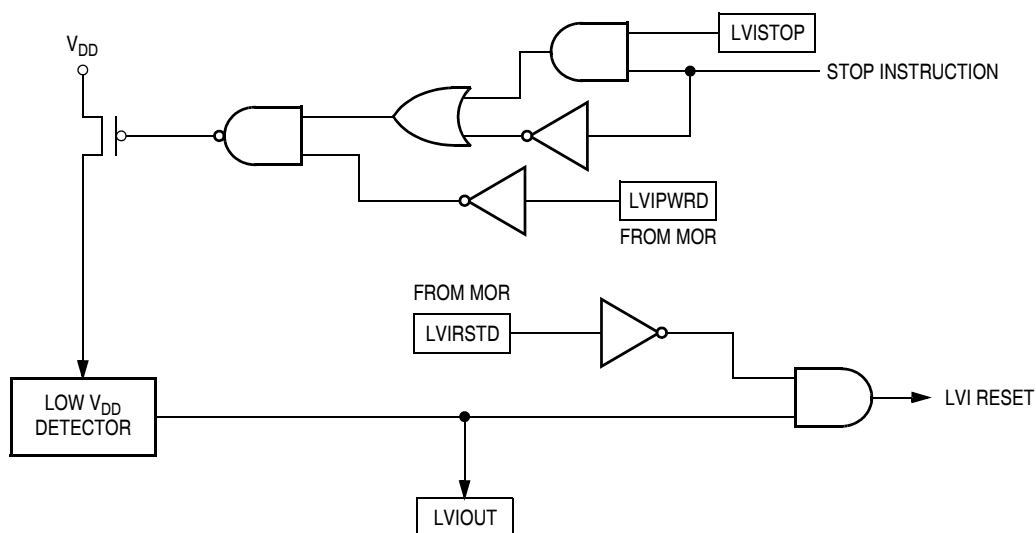 LVISTOP
V_DD
STOP INSTRUCTION
LVIPWRD
FROM MOR
FROM MOR
LVIRSTD
LOW V_DD
DETECTOR
LVI RESET
LVIOUT